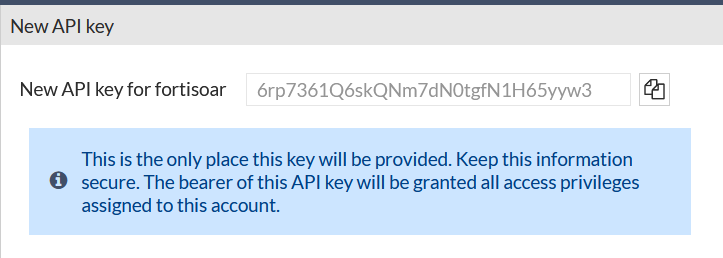 New API key
New API key for fortisoar 6rp7361Q6skQNm7dN0tgfN1H65yyw3
This is the only place this key will be provided. Keep this information
secure. The bearer of this API key will be granted all access privileges
assigned to this account.